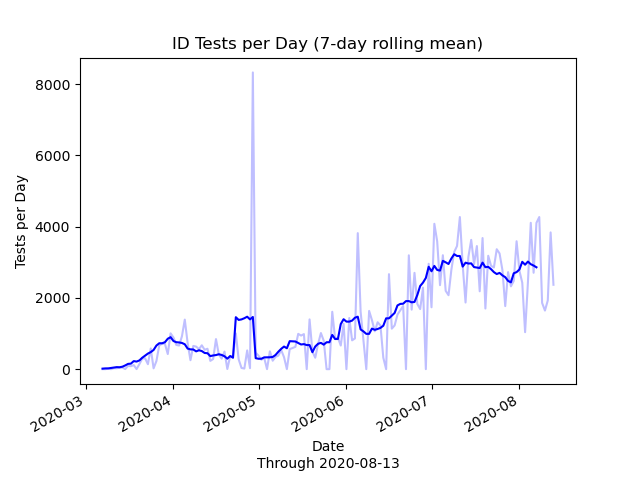 ID Tests per Day (7-day rolling mean)
8000
6000
4000
2000
0
Tests per Day
2020-03
2020-04
2020-05
2020-06
2020-07
2020-08
Date
Through 2020-08-13